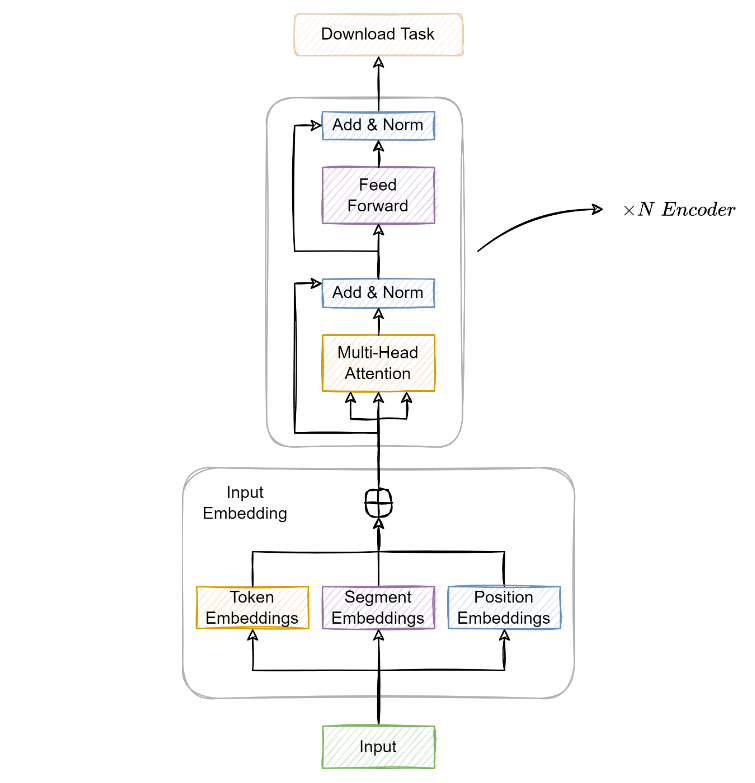 Download Task
Add & Norm
Feed
Forward
×N Encoder
Add & Norm
Multi-Head
Attention
Input
Embedding
Token
Embeddings
Segment
Embeddings
Position
Embeddings
Input